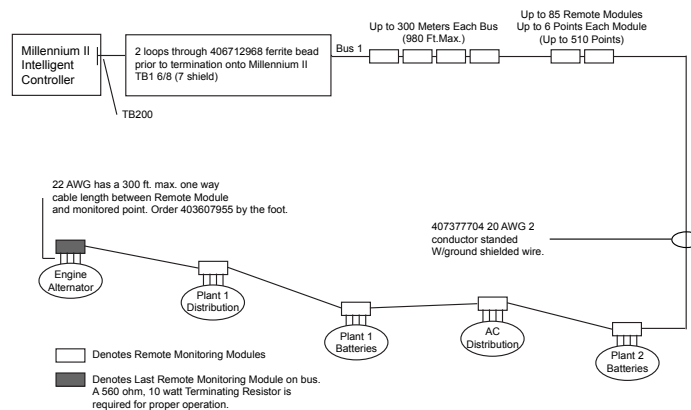 Millennium II
Intelligent
Controller
2 loops through 406712968 ferrite bead
prior to termination onto Millennium II
TB1 6/8 (7 shield)
TB200
Bus 1
Up to 300 Meters Each Bus
(980 Ft.Max.)
Up to 85 Remote Modules
Up to 6 Points Each Module
(Up to 510 Points)
22 AWG has a 300 ft. max. one way
cable length between Remote Module
and monitored point. Order 403607955 by the foot.
407377704 20 AWG 2
conductor standed
W/ground shielded wire.
Engine
Alternator
Plant 1
Distribution
Plant 1
Batteries
AC
Distribution
Plant 2
Batteries
Denotes Remote Monitoring Modules
Denotes Last Remote Monitoring Module on bus.
A 560 ohm, 10 watt Terminating Resistor is
required for proper operation.